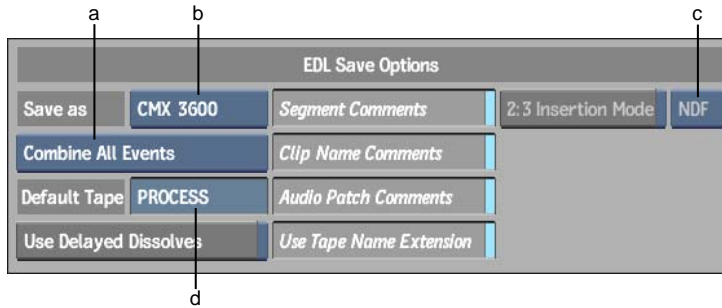 a b c
EDL Save Options
Save as CMX 3600 Segment Comments 2:3 Insertion Mode NDF
Combine All Events Clip Name Comments
Default Tape PROCESS Audio Patch Comments
Use Delayed Dissolves Use Tape Name Extension
d